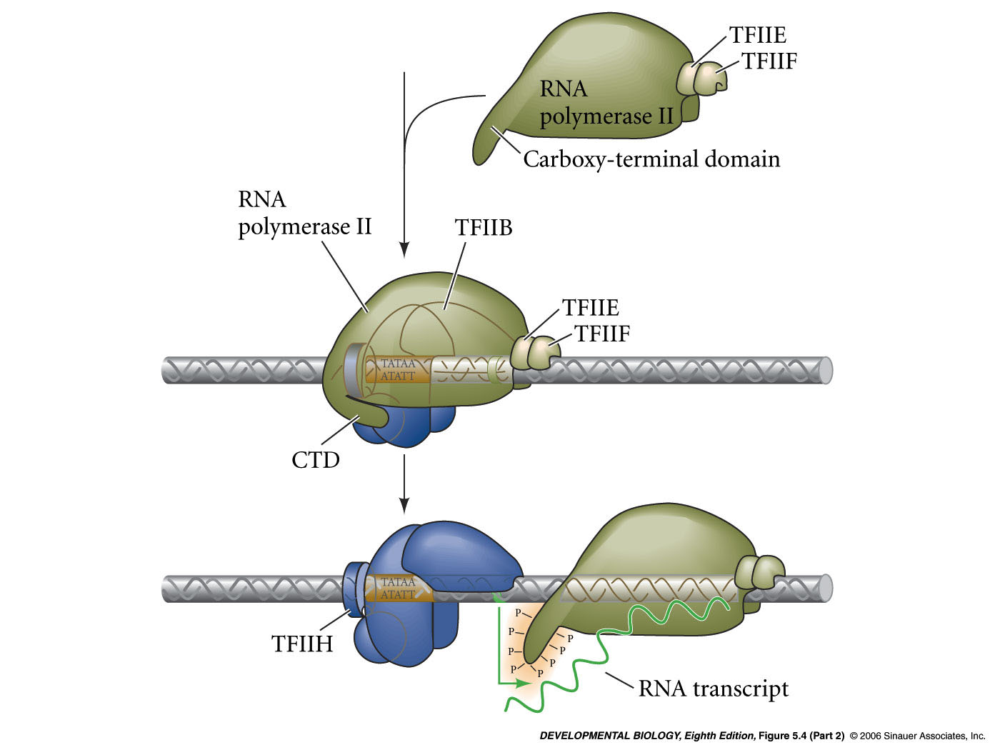 TFIIE
TFIIF
RNA
polymerase II
Carboxy-terminal domain
RNA
polymerase II
TFIIB
TFIIE
TFIIF
TATAA
ATATT
CTD
TATAA
ATATT
TFIIH
P
P
P
P
P
P
P
P
RNA transcript
DEVELOPMENTAL BIOLOGY, Eighth Edition, Figure 5.4 (Part 2) © 2006 Sinauer Associates, Inc.